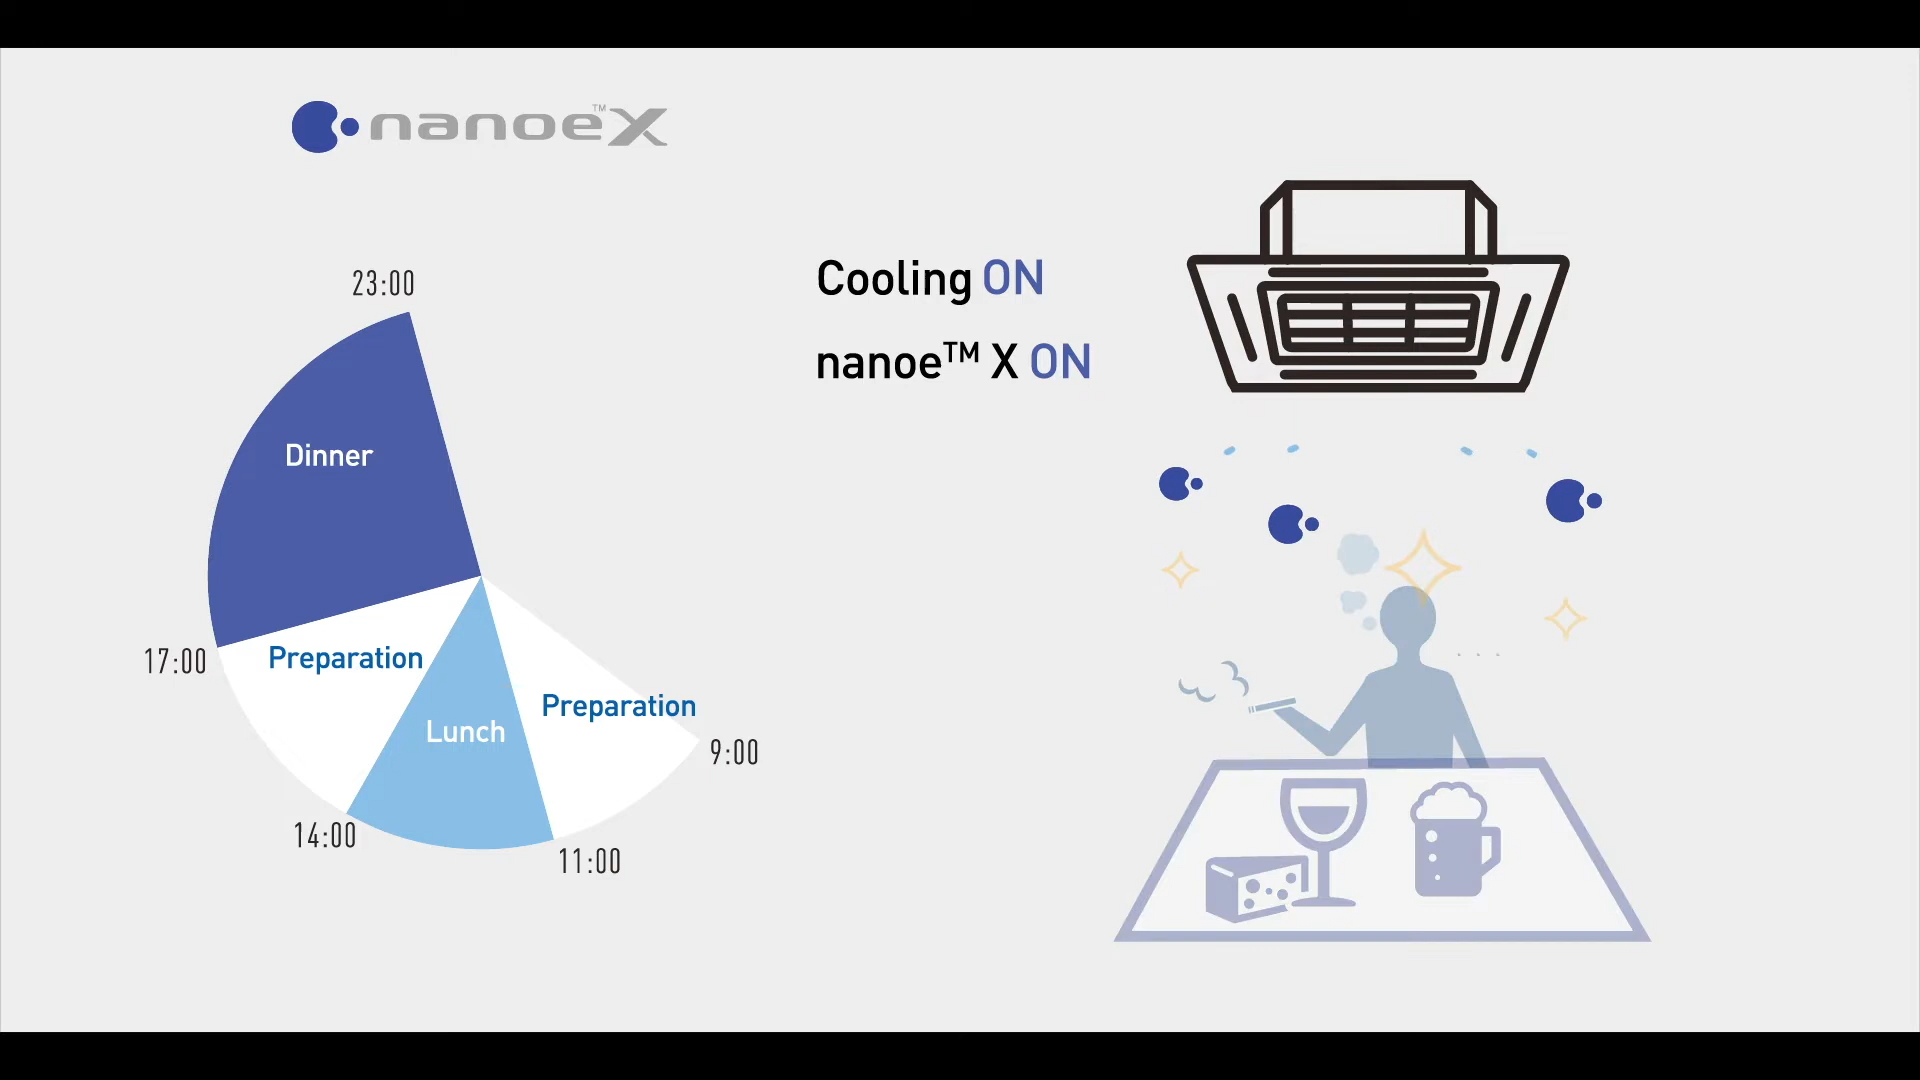 nanoe™X
23:00
Cooling ON
nanoe™ X ON
Dinner
17:00
Preparation
Preparation
Lunch
9:00
14:00
11:00